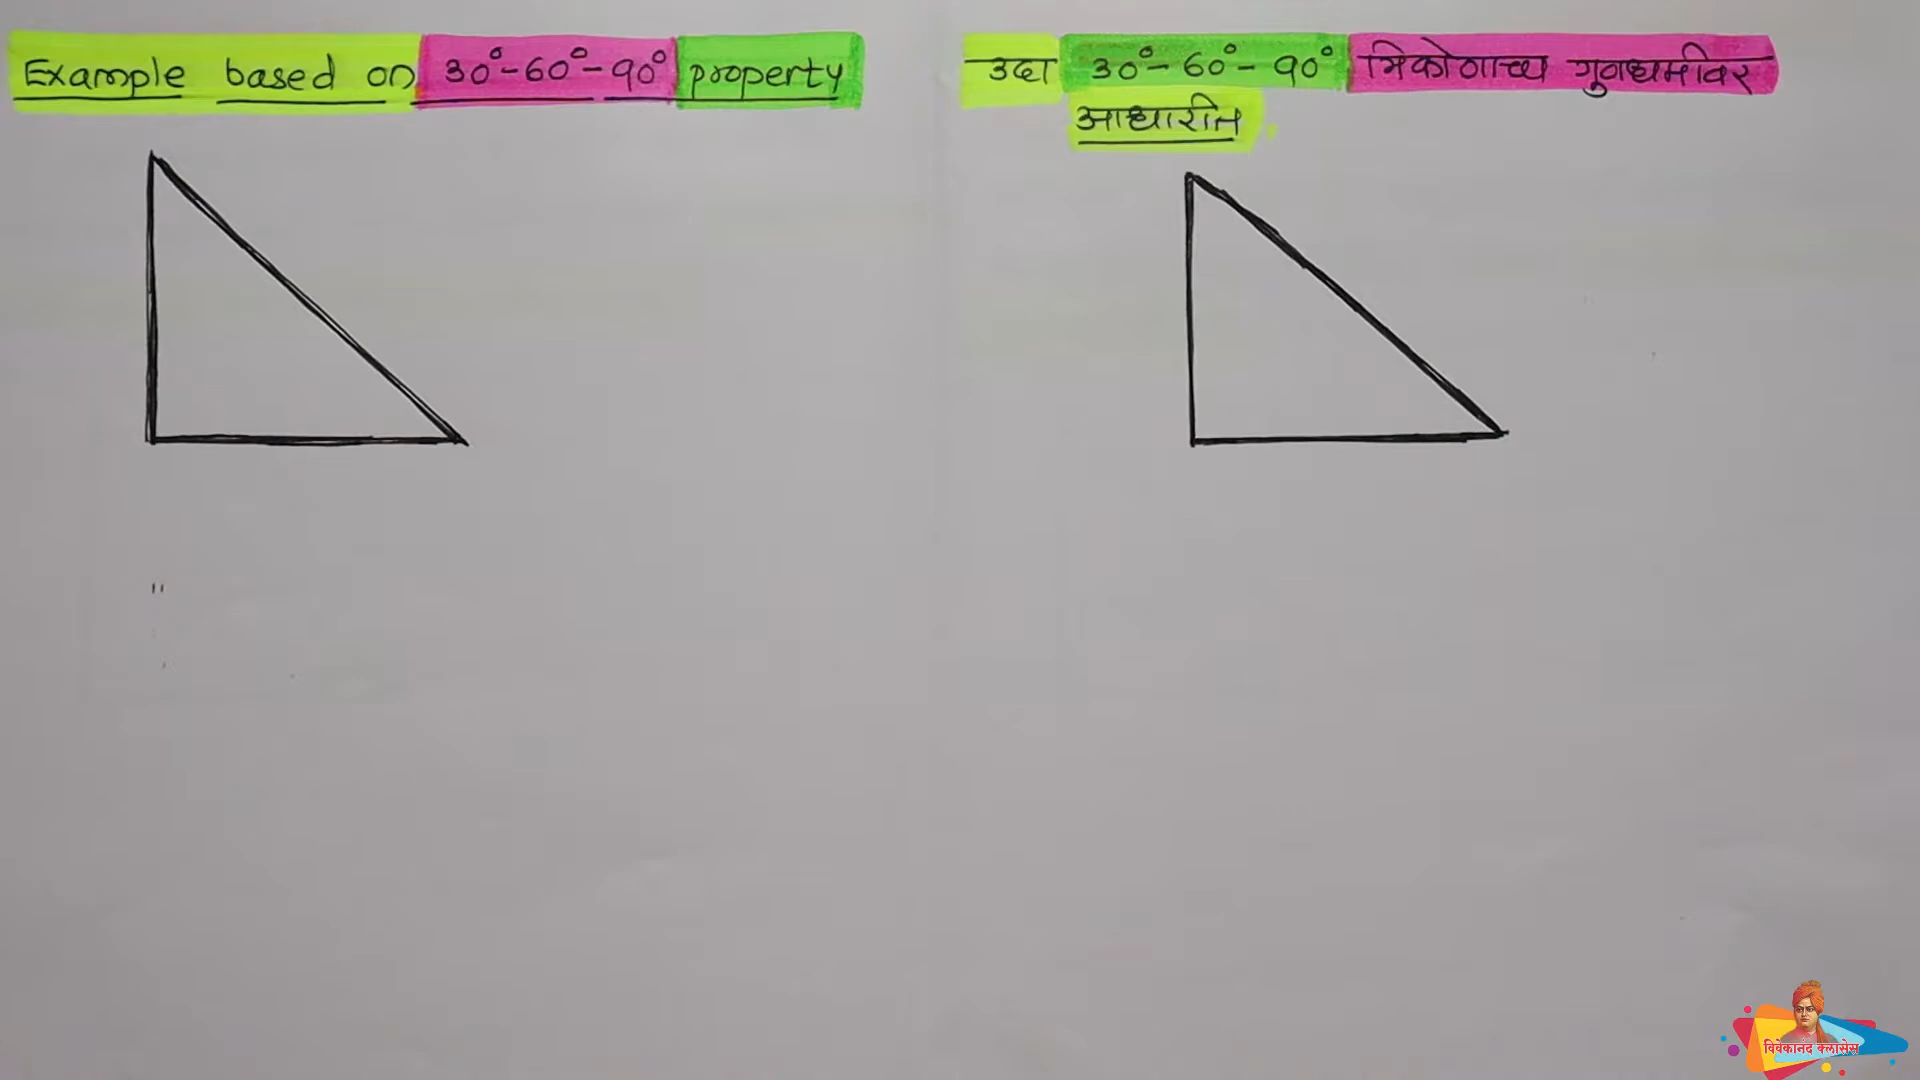 Example based on 30°-60°-90° property
उदा 30°-60°-90° त्रिकोणाच्य गुणधर्मावर
आधारीत
विवेकानंद क्लासेस